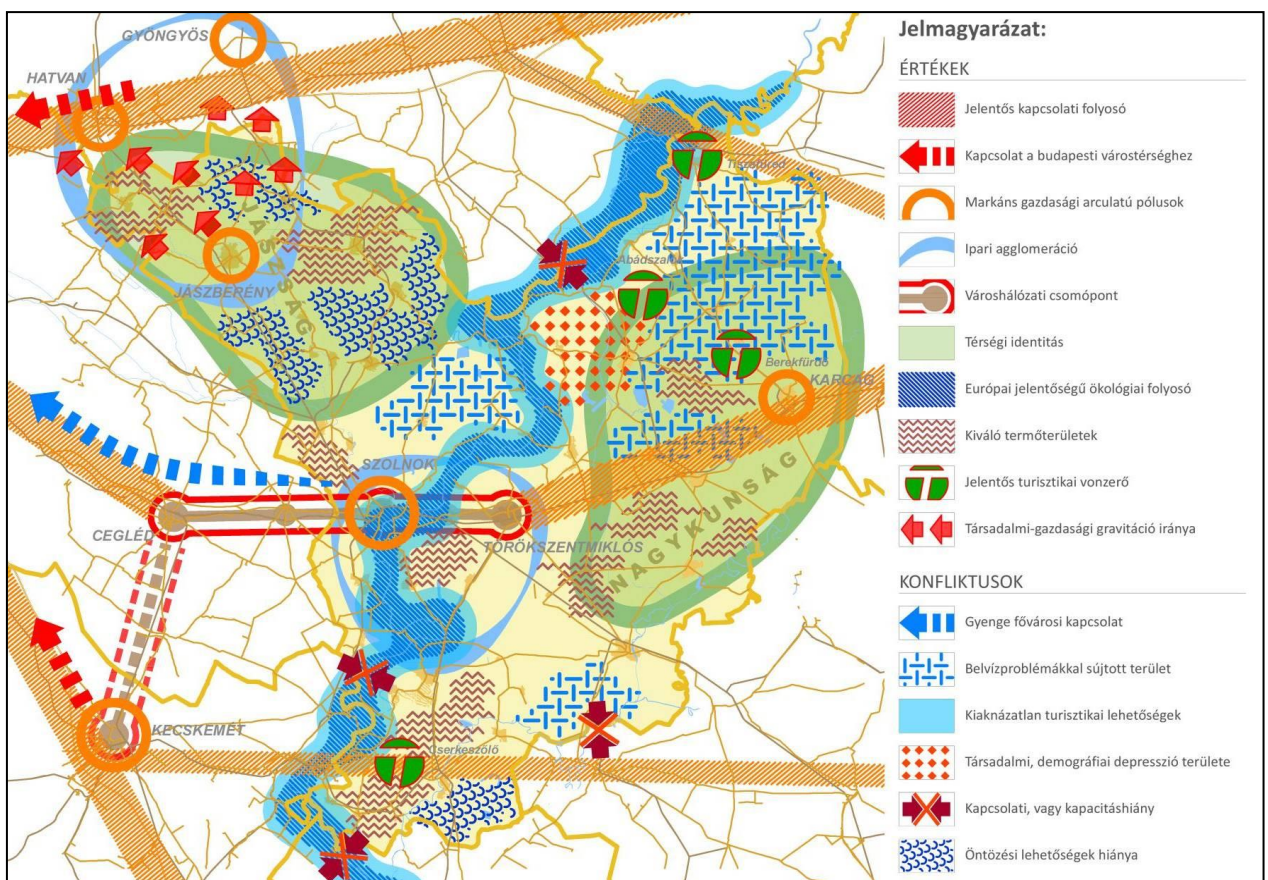 GYÖNGYÖS
HATVAN
Tiszafüred
Abádszalók
JÁSZSÁG
JÁSZBERÉNY
Berekfürdő
KARCAG
SZOLNOK
NAGYKUNSÁG
CEGLÉD
TÖRÖKSZENTMIKLÓS
KECSKEMÉT
Cserkeszőlő
Jelmagyarázat:
ÉRTÉKEK
Jelentős kapcsolati folyosó
Kapcsolat a budapesti várostérséghez
Markáns gazdasági arculatú pólusok
Ipari agglomeráció
Városhálózati csomópont
Térségi identitás
Európai jelentőségű ökológiai folyosó
Kiváló termőterületek
Jelentős turisztikai vonzerő
Társadalmi-gazdasági gravitáció iránya
KONFLIKTUSOK
Gyenge fővárosi kapcsolat
Belvízproblémákkal sújtott terület
Kiaknázatlan turisztikai lehetőségek
Társadalmi, demográfiai depresszió területe
Kapcsolati, vagy kapacitáshiány
Öntözési lehetőségek hiánya